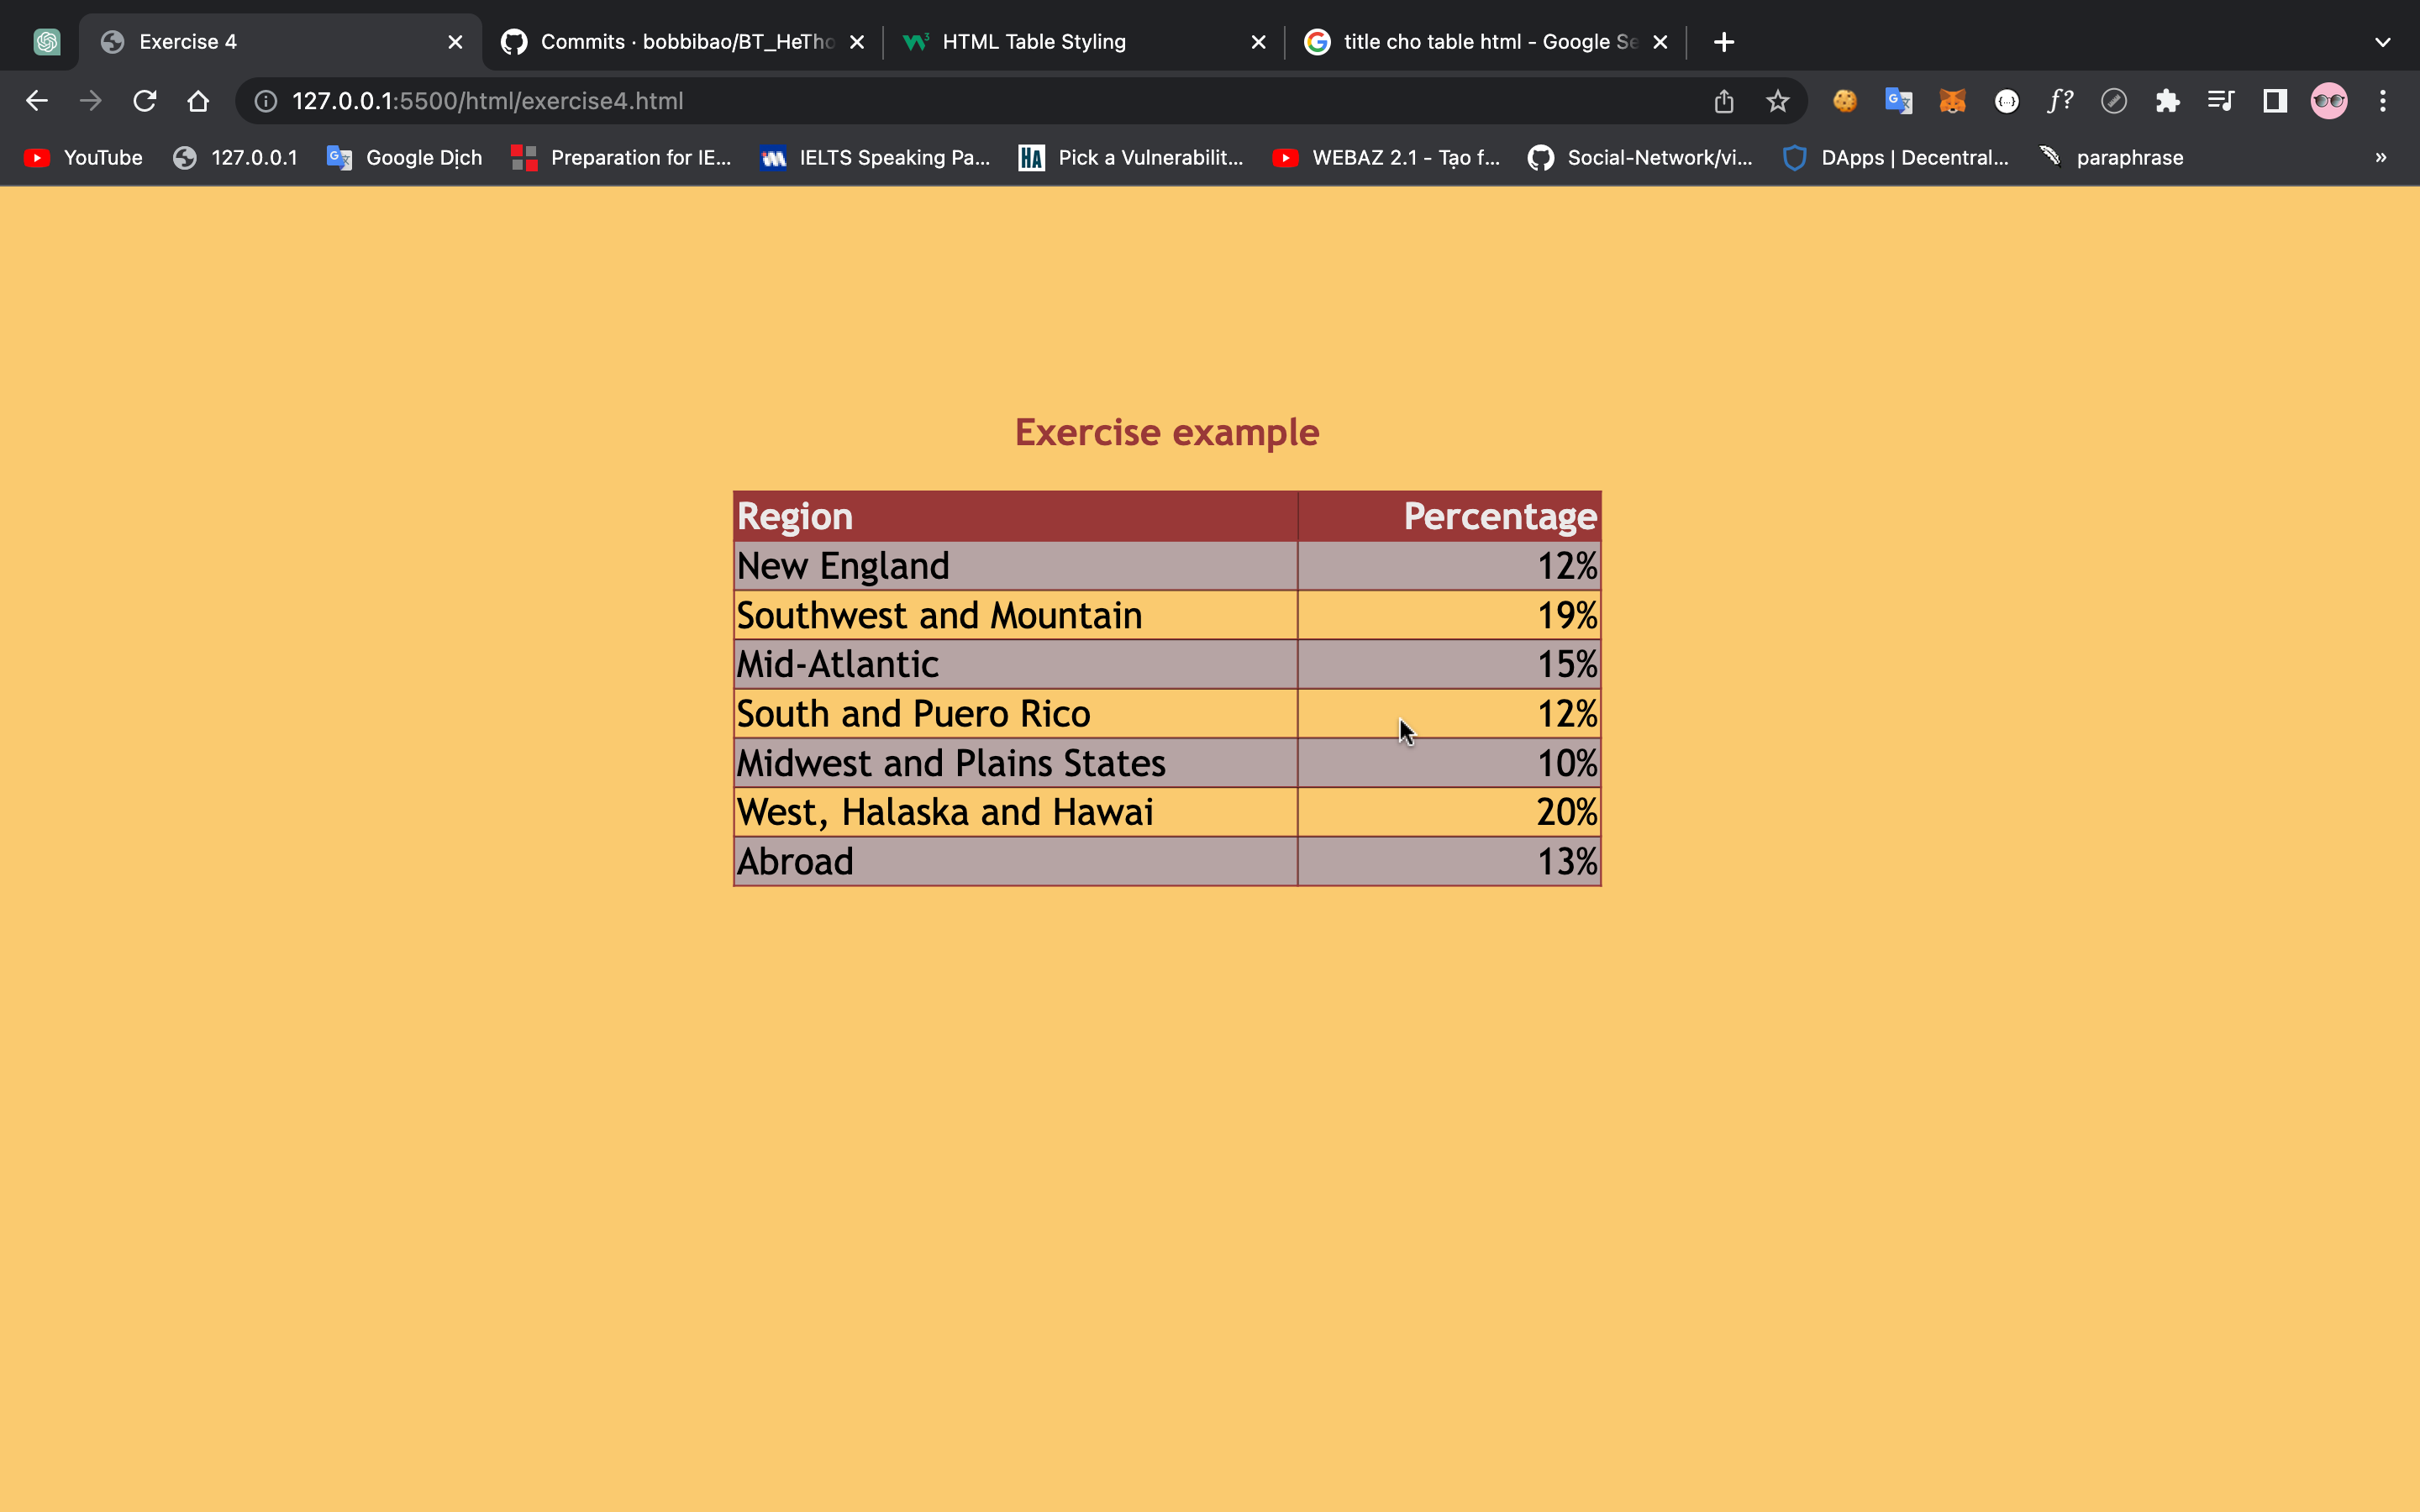 Exercise 4
Commits · bobbibao/BT_HeTho
HTML Table Styling
title cho table html - Google Se
127.0.0.1:5500/html/exercise4.html
f?
YouTube
127.0.0.1
Google Dịch
Preparation for IE...
IELTS Speaking Pa...
HA
Pick a Vulnerabilit...
WEBAZ 2.1 - Tạo f...
Social-Network/vi...
DApps | Decentral...
paraphrase
»
Exercise example
Region Percentage
New England 12%
Southwest and Mountain 19%
Mid-Atlantic 15%
South and Puero Rico 12%
Midwest and Plains States 10%
West, Halaska and Hawai 20%
Abroad 13%